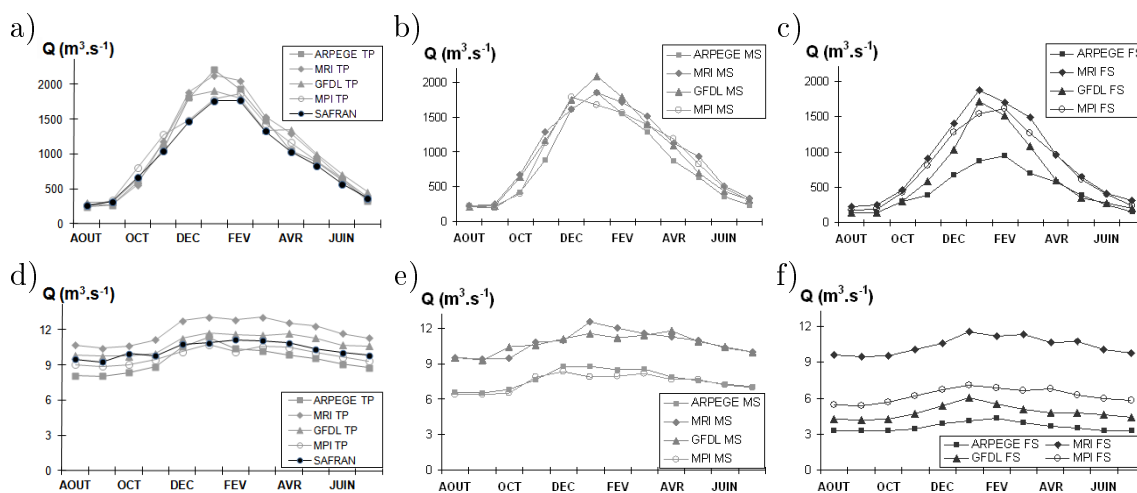 a)
Q (m³.s⁻¹)
2000
1500
1000
500
0
AOUT OCT DEC FEV AVR JUIN
ARPEGE TP
MRI TP
GFDL TP
MPI TP
SAFRAN
b)
Q (m³.s⁻¹)
2000
1500
1000
500
0
AOUT OCT DEC FEV AVR JUIN
ARPEGE MS
MRI MS
GFDL MS
MPI MS
c)
Q (m³.s⁻¹)
2000
1500
1000
500
0
AOUT OCT DEC FEV AVR JUIN
ARPEGE FS
MRI FS
GFDL FS
MPI FS
d)
Q (m³.s⁻¹)
12
9
6
3
0
AOUT OCT DEC FEV AVR JUIN
ARPEGE TP
MRI TP
GFDL TP
MPI TP
SAFRAN
e)
Q (m³.s⁻¹)
12
9
6
3
0
AOUT OCT DEC FEV AVR JUIN
ARPEGE MS
MRI MS
GFDL MS
MPI MS
f)
Q (m³.s⁻¹)
12
9
6
3
0
AOUT OCT DEC FEV AVR JUIN
ARPEGE FS MRI FS
GFDL FS MPI FS